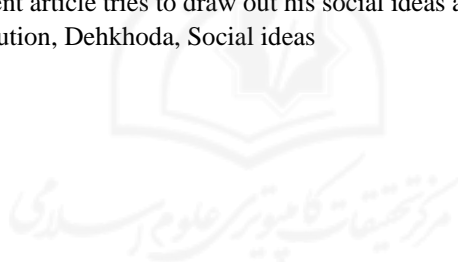 ent article tries to draw out his social ideas a
ution, Dehkhoda, Social ideas
مرکز تحقیقات کامپیوتری علوم اسلامی